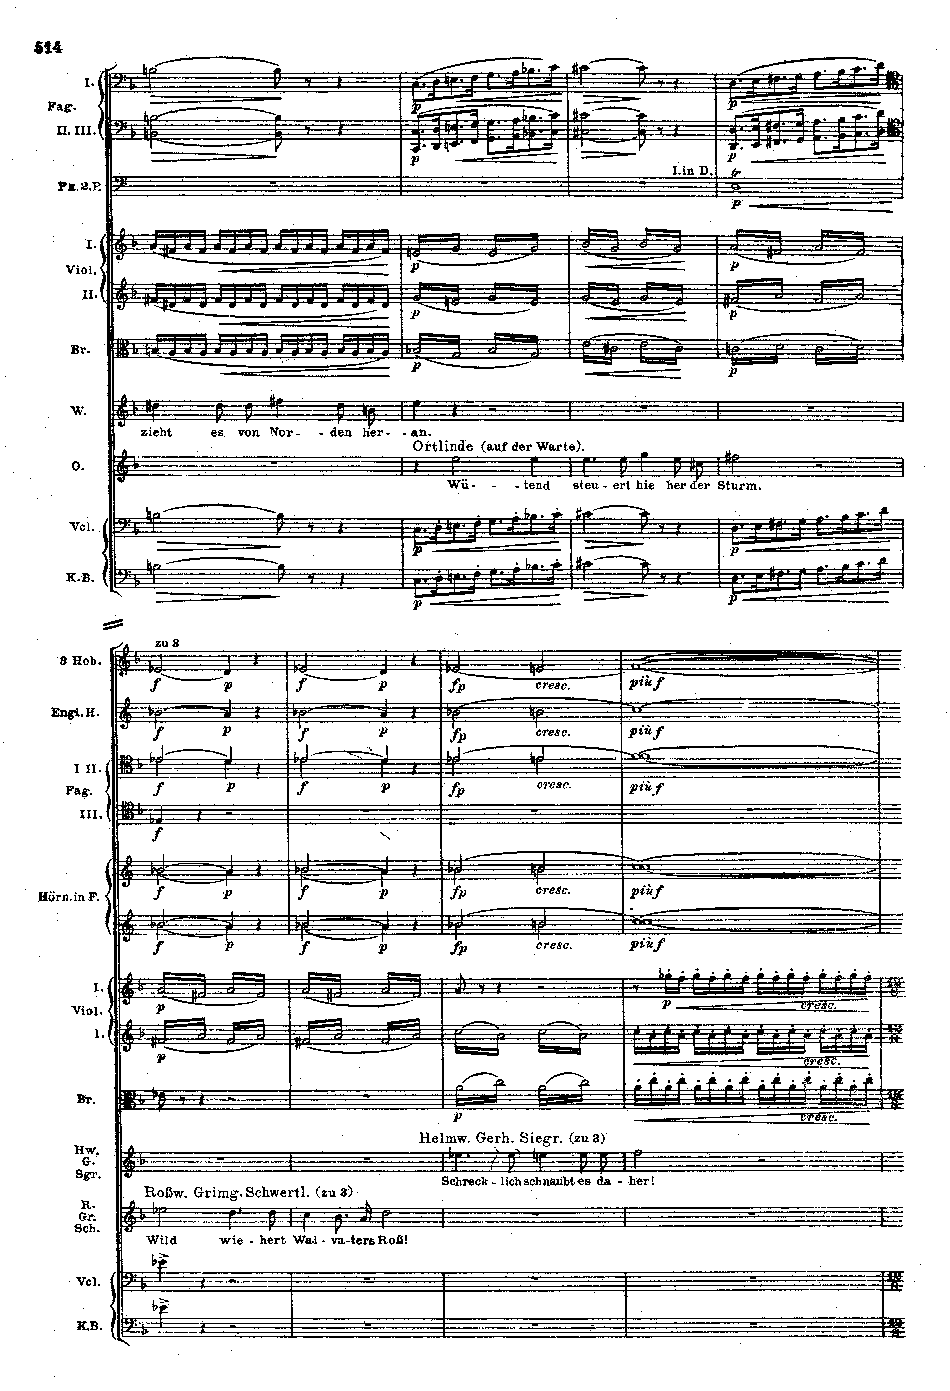 514
I.
Fag.
II. III.
Pk. 2. P.
I. in D.
tr
p
p
p
p
p
I.
Viol.
II.
p
p
p
p
Br.
p
p
W.
zieht es von Nor - - den her - - an.
Ortlinde (auf der Warte).
O.
Wü - - - tend steu - ert hie her der Sturm.
Vcl.
p
p
K.B.
p
p
zu 3
3 Hob.
f p f p fp cresc. più f
Engl. H.
f p f p fp cresc. più f
I II.
Fag.
f p f p fp cresc. più f
III.
f
Hörn. in F.
f p f p fp cresc. più f
f p f p fp cresc. più f
I.
Viol.
p p cresc.
I.
p cresc.
Br.
p cresc.
Helmw. Gerh. Siegr. (zu 3)
Hw.
G.
Sgr.
Schreck - lich schnaubt es da - her!
Roßw. Grimg. Schwertl. (zu 3)
R.
Gr.
Sch.
Wild wie - hert Wal - va - ters Roß!
Vcl.
K.B.